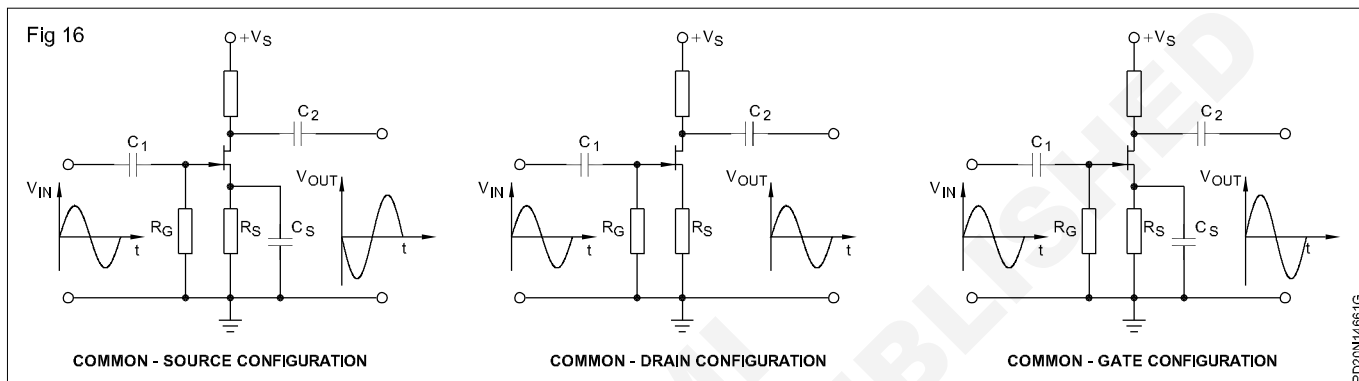 Fig 16
+VS
C2
C1
VIN
VOUT
RG
RS
CS
t
t
COMMON - SOURCE CONFIGURATION
+VS
C2
C1
VIN
VOUT
RG
RS
t
t
COMMON - DRAIN CONFIGURATION
+VS
C2
C1
VIN
VOUT
RG
RS
CS
t
t
COMMON - GATE CONFIGURATION
PD20N14661G